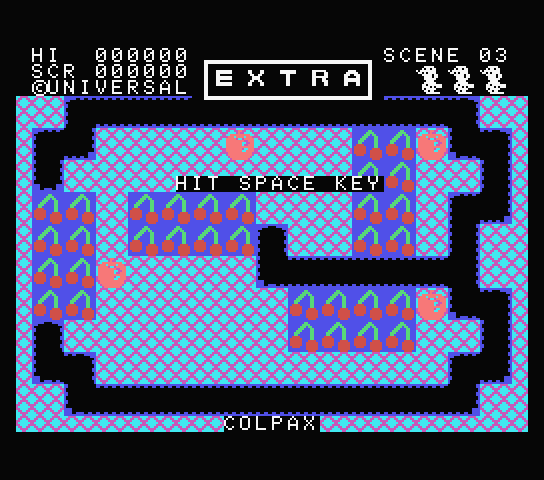 HI 000000
SCR 000000
©UNIVERSAL
EXTRA
SCENE 03
HIT SPACE KEY
COLPAX